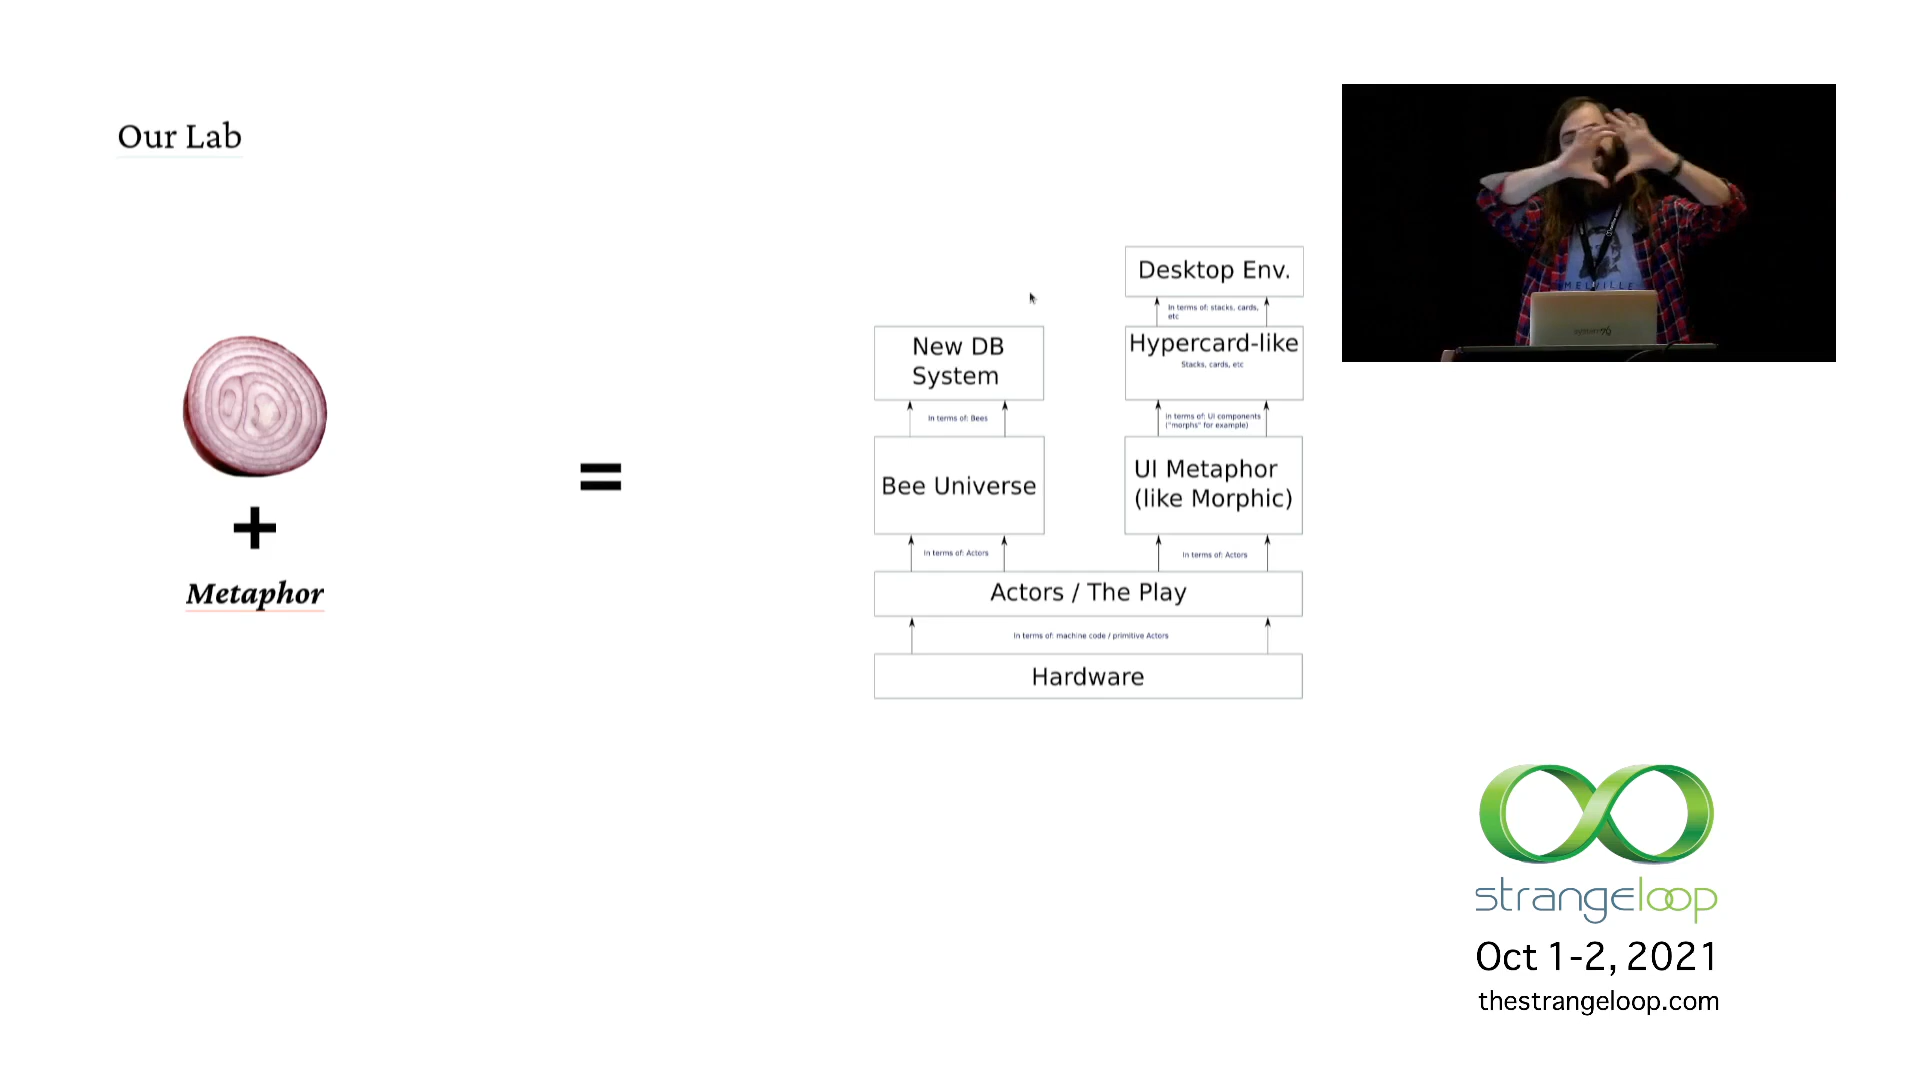 Our Lab
+
Metaphor
=
Desktop Env.
In terms of: stacks, cards,
etc
Hypercard-like
Stacks, cards, etc
In terms of: UI components
("morphs" for example)
UI Metaphor
(like Morphic)
In terms of: Actors
New DB
System
In terms of: Bees
Bee Universe
In terms of: Actors
Actors / The Play
In terms of: machine code / primitive Actors
Hardware
MELVILLE
system76
strangeloop
Oct 1-2, 2021
thestrangeloop.com